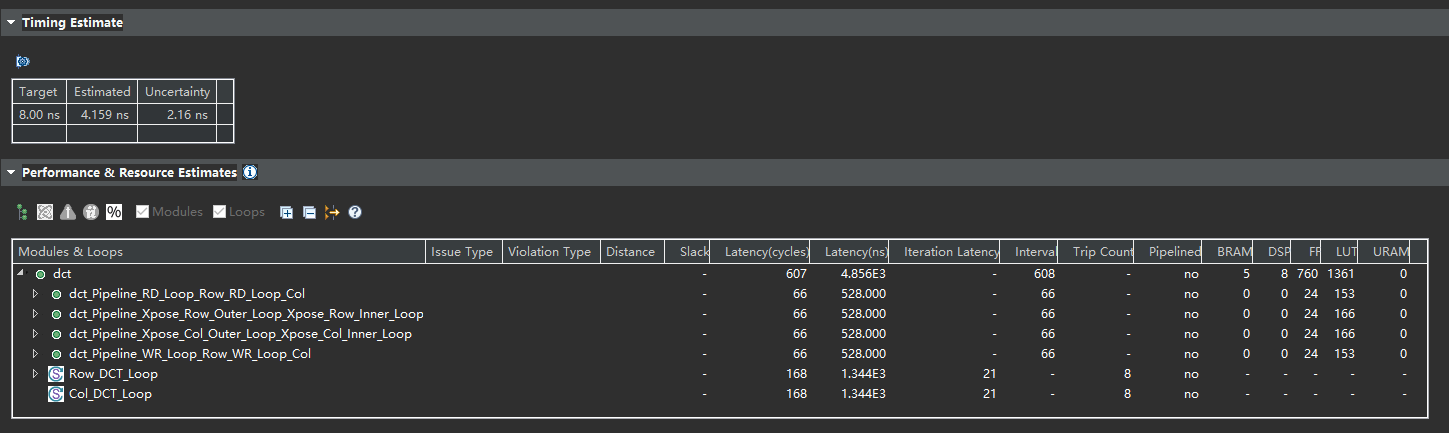 Timing Estimate
Target Estimated Uncertainty
8.00 ns 4.159 ns 2.16 ns
Performance & Resource Estimates
% Modules Loops
Modules & Loops Issue Type Violation Type Distance Slack Latency(cycles) Latency(ns) Iteration Latency Interval Trip Count Pipelined BRAM DSP FF LUT URAM
dct - 607 4.856E3 - 608 - no 5 8 760 1361 0
dct_Pipeline_RD_Loop_Row_RD_Loop_Col - 66 528.000 - 66 - no 0 0 24 153 0
dct_Pipeline_Xpose_Row_Outer_Loop_Xpose_Row_Inner_Loop - 66 528.000 - 66 - no 0 0 24 166 0
dct_Pipeline_Xpose_Col_Outer_Loop_Xpose_Col_Inner_Loop - 66 528.000 - 66 - no 0 0 24 166 0
dct_Pipeline_WR_Loop_Row_WR_Loop_Col - 66 528.000 - 66 - no 0 0 24 153 0
Row_DCT_Loop - 168 1.344E3 21 - 8 no - - - - -
Col_DCT_Loop - 168 1.344E3 21 - 8 no - - - - -